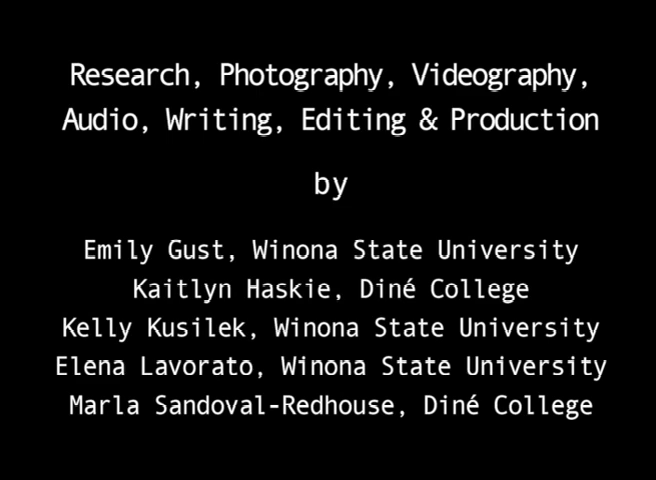 Research, Photography, Videography,
Audio, Writing, Editing & Production
by
Emily Gust, Winona State University
Kaitlyn Haskie, Diné College
Kelly Kusilek, Winona State University
Elena Lavorato, Winona State University
Marla Sandoval-Redhouse, Diné College